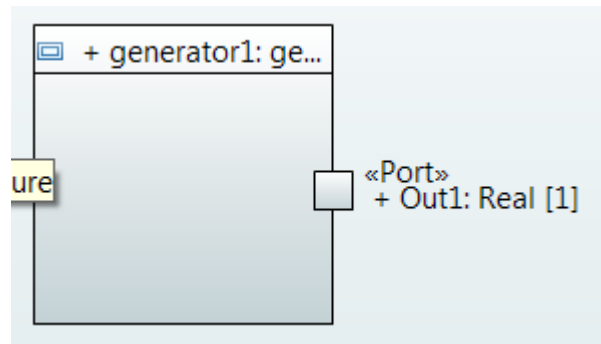 + generator1: ge...
ure
«Port»
+ Out1: Real [1]